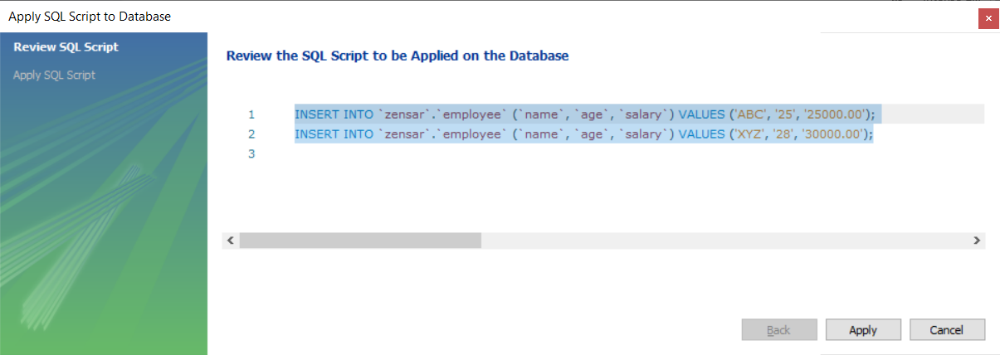 Apply SQL Script to Database
Review SQL Script
Apply SQL Script
Review the SQL Script to be Applied on the Database
1 INSERT INTO `zensar`.`employee` (`name`, `age`, `salary`) VALUES ('ABC', '25', '25000.00');
2 INSERT INTO `zensar`.`employee` (`name`, `age`, `salary`) VALUES ('XYZ', '28', '30000.00');
3
Back Apply Cancel